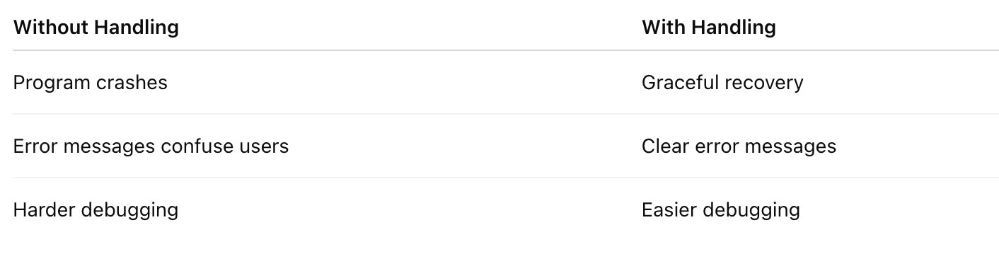 Without Handling With Handling
Program crashes Graceful recovery
Error messages confuse users Clear error messages
Harder debugging Easier debugging